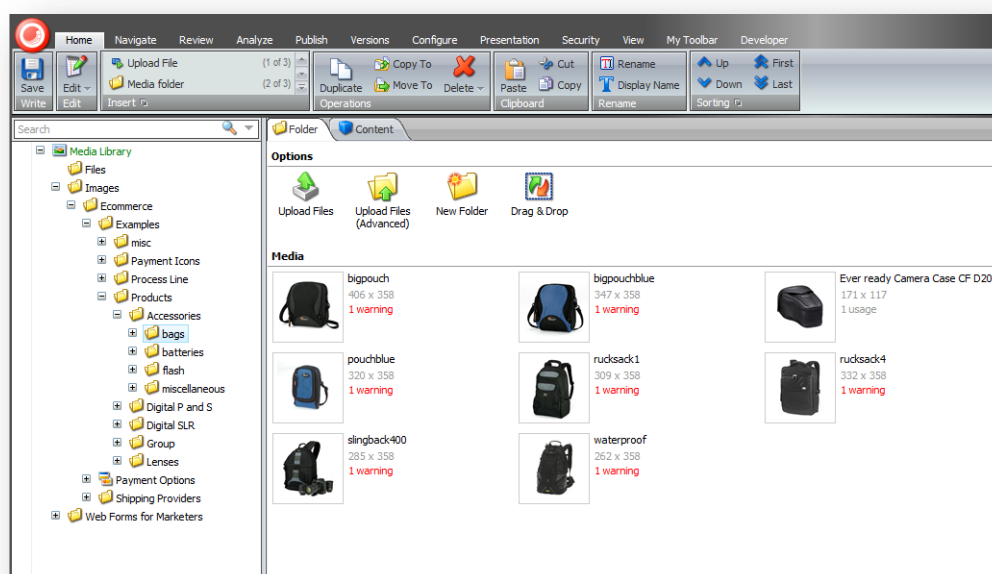 Home Navigate Review Analyze Publish Versions Configure Presentation Security View My Toolbar Developer
Save
Write
Edit
Edit
Upload File (1 of 3)
Media folder (2 of 3)
Insert
Duplicate
Copy To
Move To
Delete
Operations
Paste
Cut
Copy
Clipboard
Rename
Display Name
Rename
Up First
Down Last
Sorting
Search
Media Library
Files
Images
Ecommerce
Examples
misc
Payment Icons
Process Line
Products
Accessories
bags
batteries
flash
miscellaneous
Digital P and S
Digital SLR
Group
Lenses
Payment Options
Shipping Providers
Web Forms for Marketers
Folder Content
Options
Upload Files
Upload Files
(Advanced)
New Folder
Drag & Drop
Media
bigpouch
406 x 358
1 warning
bigpouchblue
347 x 358
1 warning
Ever ready Camera Case CF D20
171 x 117
1 usage
pouchblue
320 x 358
1 warning
rucksack1
309 x 358
1 warning
rucksack4
332 x 358
1 warning
slingback400
285 x 358
1 warning
waterproof
262 x 358
1 warning